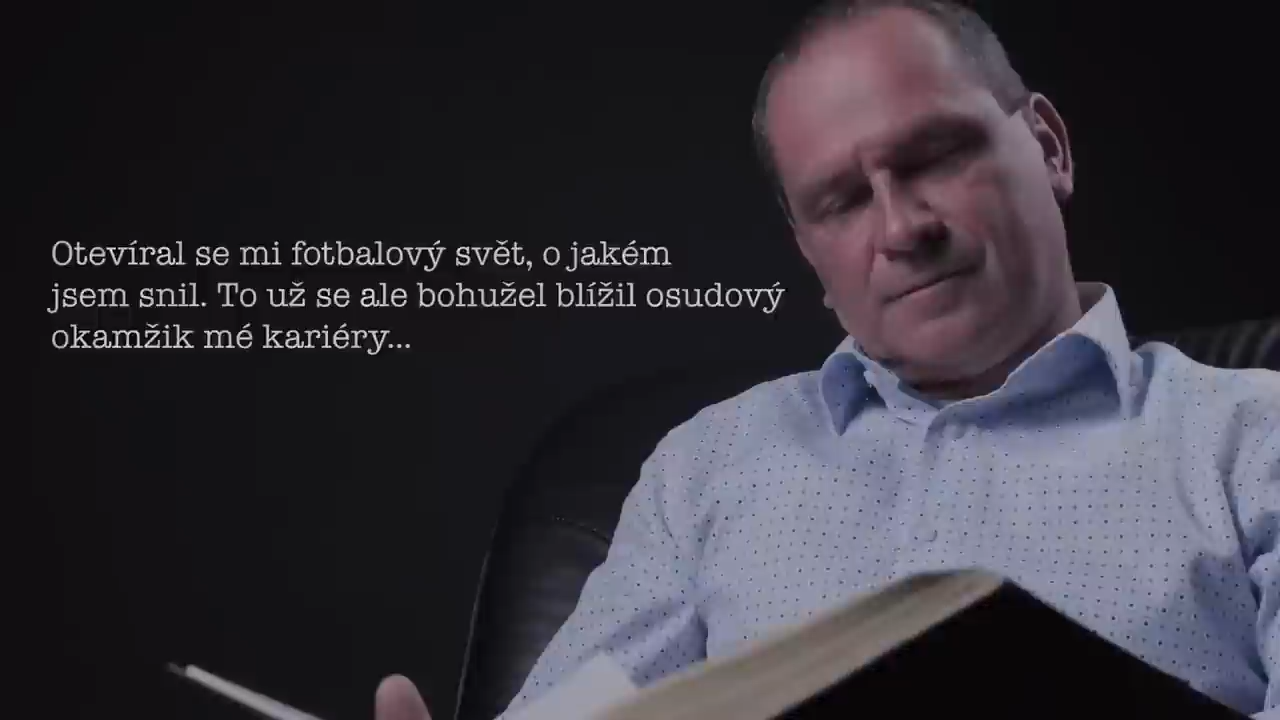 Otevíral se mi fotbalový svět, o jakém
jsem snil. To už se ale bohužel blížil osudový
okamžik mé kariéry...